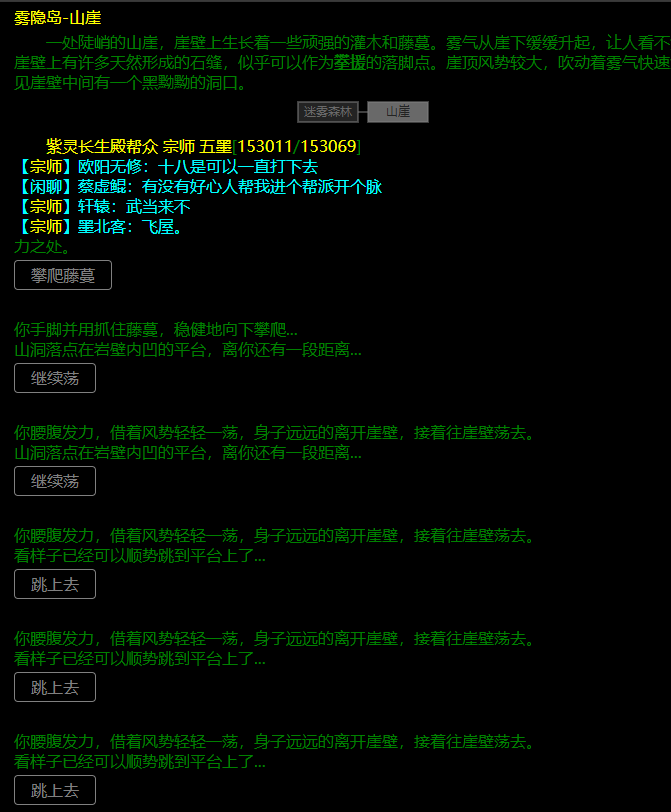 雾隐岛-山崖
一处陡峭的山崖，崖壁上生长着一些顽强的灌木和藤蔓。雾气从崖下缓缓升起，让人看不
崖壁上有许多天然形成的石缝，似乎可以作为攀援的落脚点。崖顶风势较大，吹动着雾气快速
见崖壁中间有一个黑黝黝的洞口。
迷雾森林 山崖
紫灵长生殿帮众 宗师 五墨[153011/153069]
【宗师】欧阳无修：十八是可以一直打下去
【闲聊】蔡虚鲲：有没有好心人帮我进个帮派开个脉
【宗师】轩辕：武当来不
【宗师】墨北客：飞屋。
力之处。
攀爬藤蔓
你手脚并用抓住藤蔓，稳健地向下攀爬...
山洞落点在岩壁内凹的平台，离你还有一段距离...
继续荡
你腰腹发力，借着风势轻轻一荡，身子远远的离开崖壁，接着往崖壁荡去。
山洞落点在岩壁内凹的平台，离你还有一段距离...
继续荡
你腰腹发力，借着风势轻轻一荡，身子远远的离开崖壁，接着往崖壁荡去。
看样子已经可以顺势跳到平台上了...
跳上去
你腰腹发力，借着风势轻轻一荡，身子远远的离开崖壁，接着往崖壁荡去。
看样子已经可以顺势跳到平台上了...
跳上去
你腰腹发力，借着风势轻轻一荡，身子远远的离开崖壁，接着往崖壁荡去。
看样子已经可以顺势跳到平台上了...
跳上去